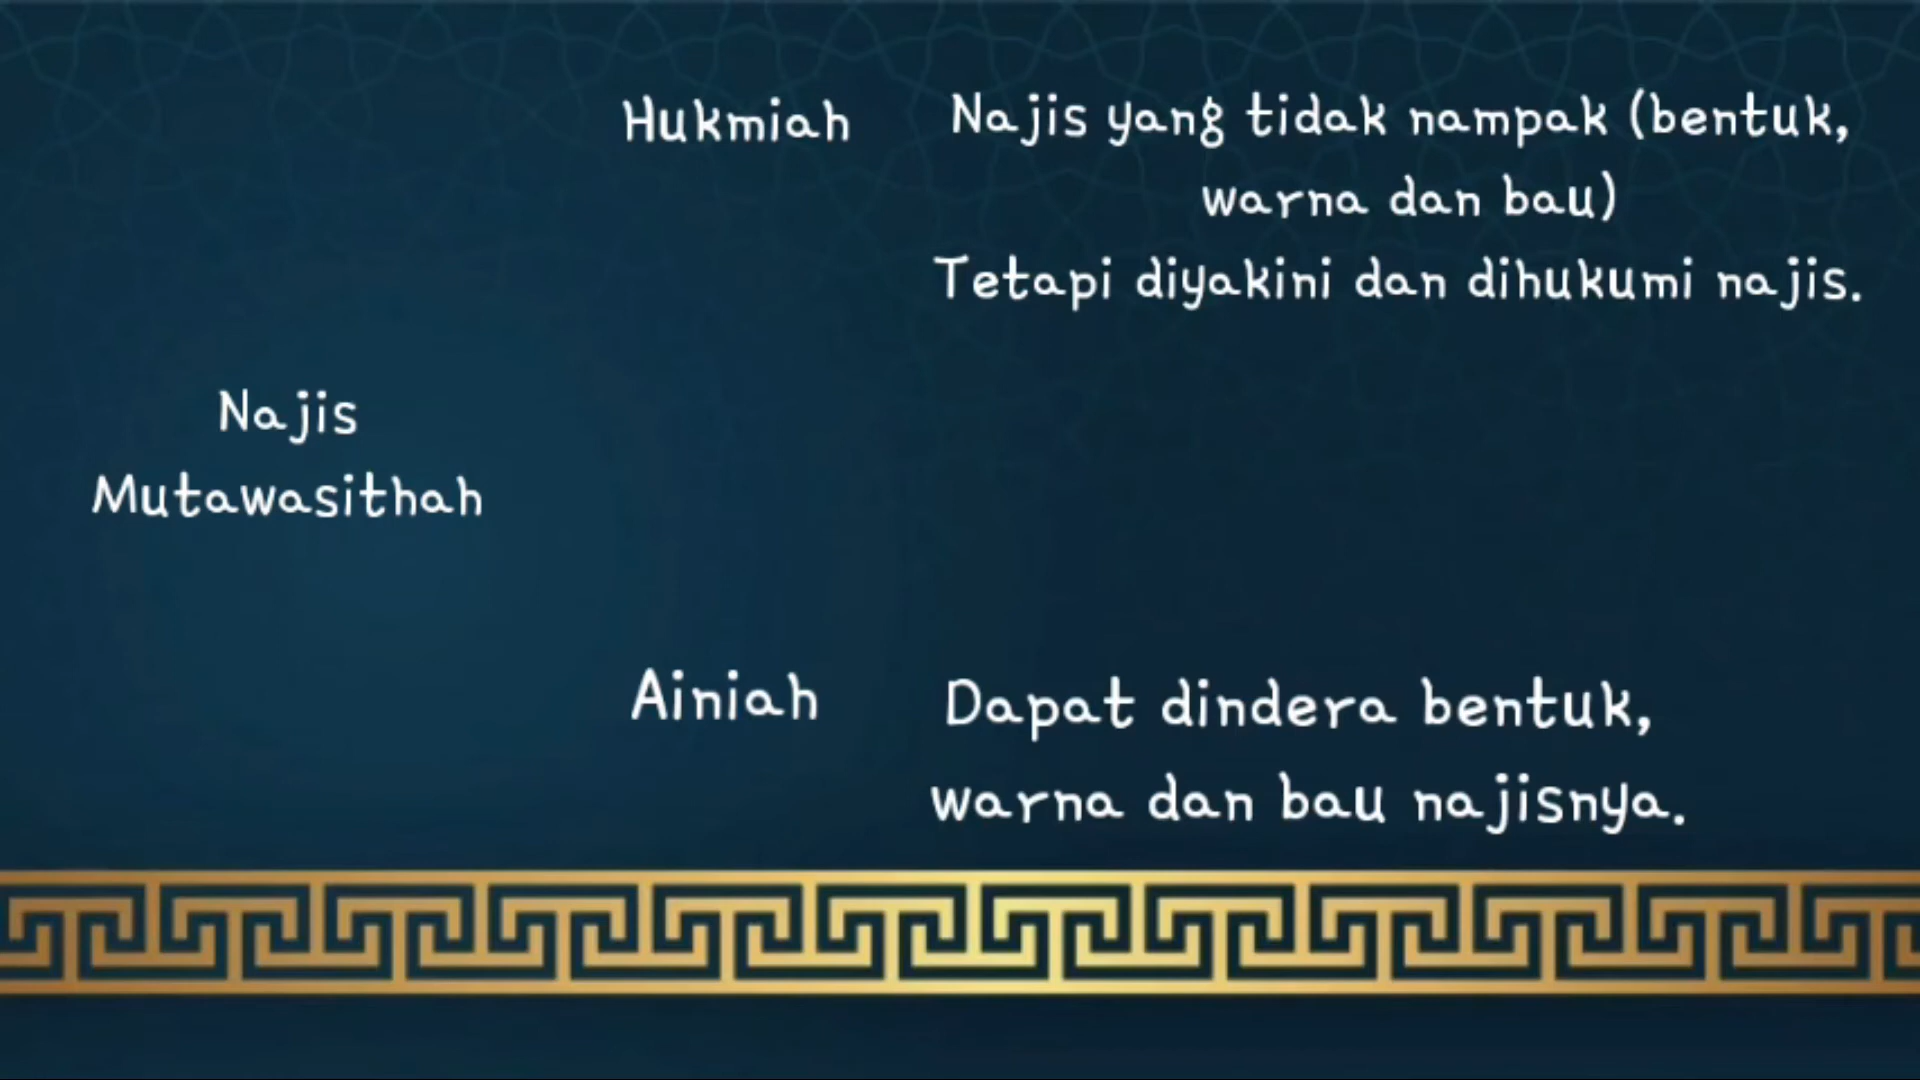 Hukmiah
Najis yang tidak nampak (bentuk,
warna dan bau)
Tetapi diyakini dan dihukumi najis.
Najis
Mutawasithah
Ainiah
Dapat dindera bentuk,
warna dan bau najisnya.